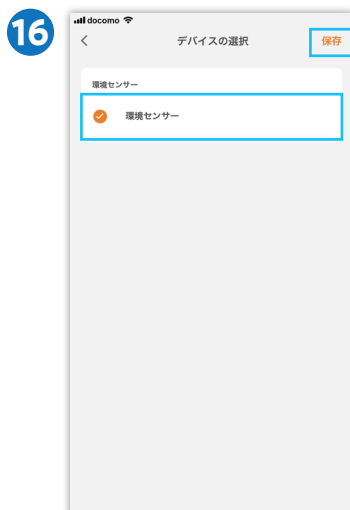 16
docomo
デバイスの選択
保存
環境センサー
環境センサー